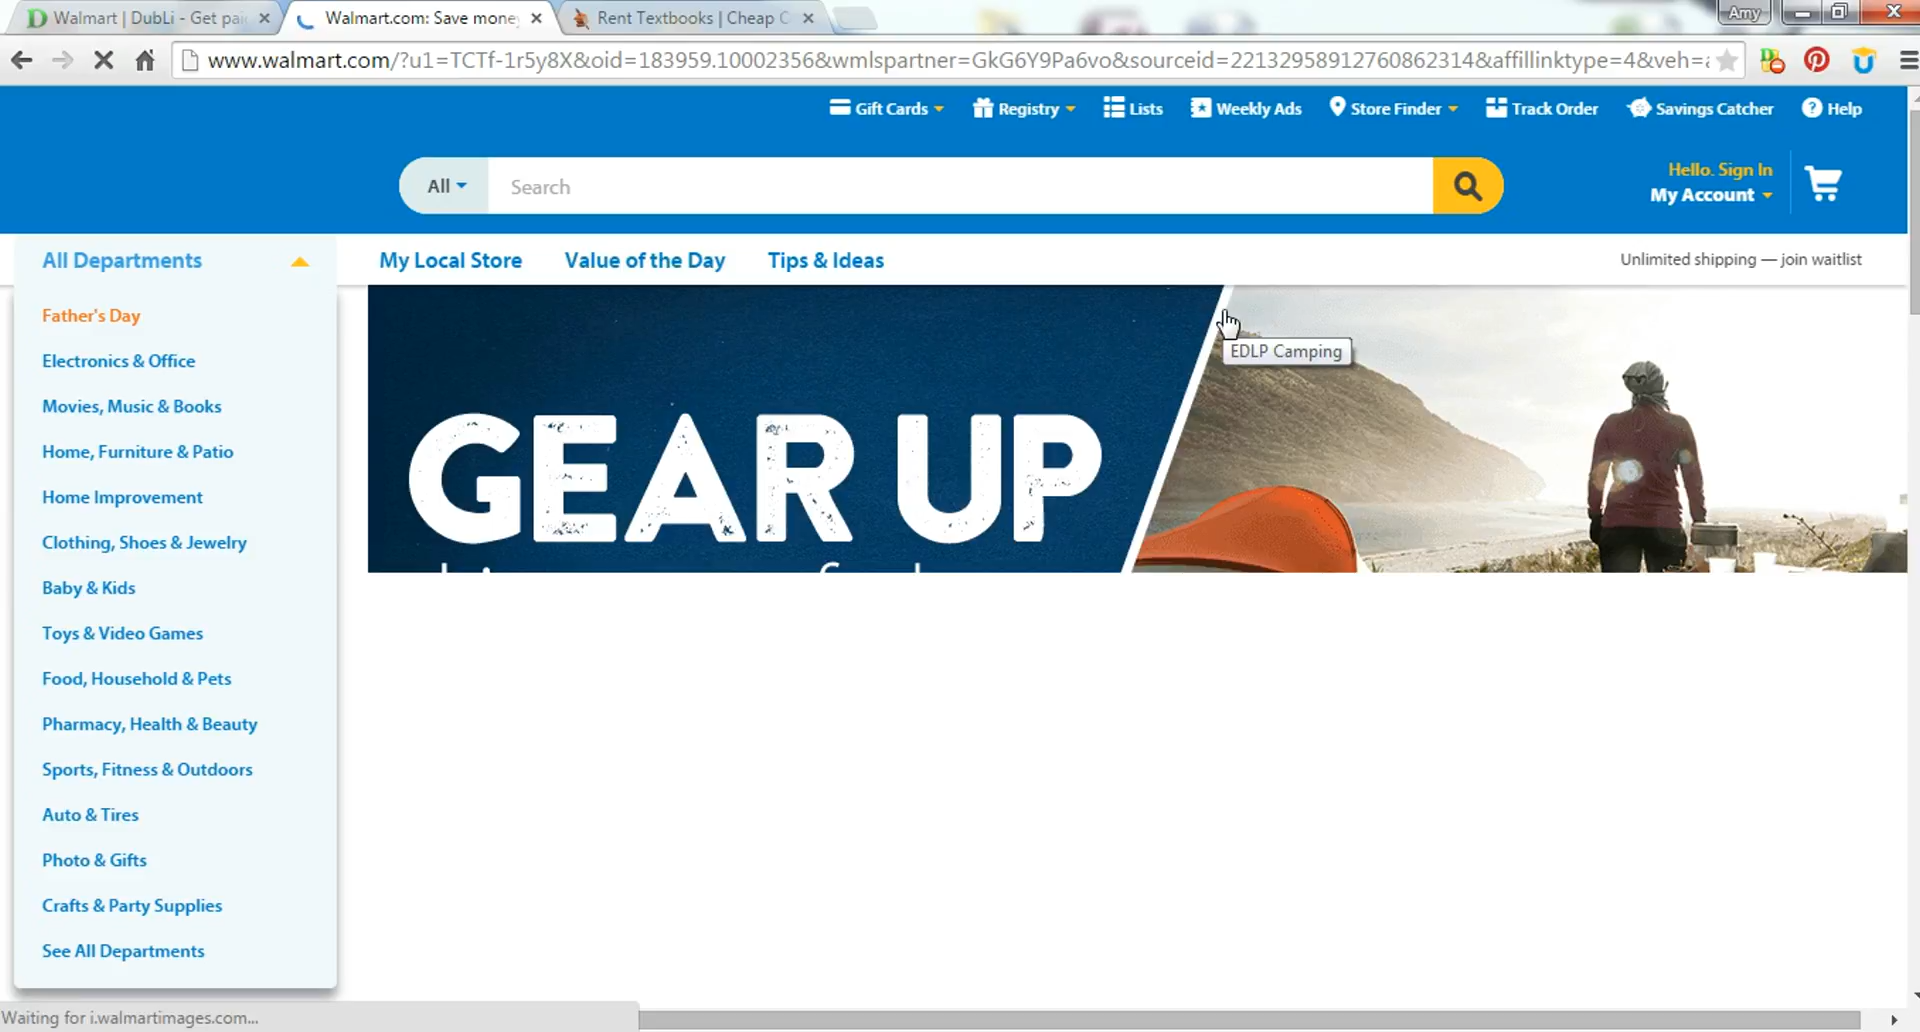 Walmart | DubLi - Get pai
Walmart.com: Save money
Rent Textbooks | Cheap C
Amy
www.walmart.com/?u1=TCTf-1r5y8X&oid=183959.10002356&wmlspartner=GkG6Y9Pa6vo&sourceid=22132958912760862314&affillinktype=4&veh=a
Gift Cards
Registry
Lists
Weekly Ads
Store Finder
Track Order
Savings Catcher
Help
All
Search
Hello. Sign In
My Account
All Departments
My Local Store
Value of the Day
Tips & Ideas
Unlimited shipping — join waitlist
Father's Day
Electronics & Office
Movies, Music & Books
Home, Furniture & Patio
Home Improvement
Clothing, Shoes & Jewelry
Baby & Kids
Toys & Video Games
Food, Household & Pets
Pharmacy, Health & Beauty
Sports, Fitness & Outdoors
Auto & Tires
Photo & Gifts
Crafts & Party Supplies
See All Departments
EDLP Camping
GEAR UP
Waiting for i.walmartimages.com...